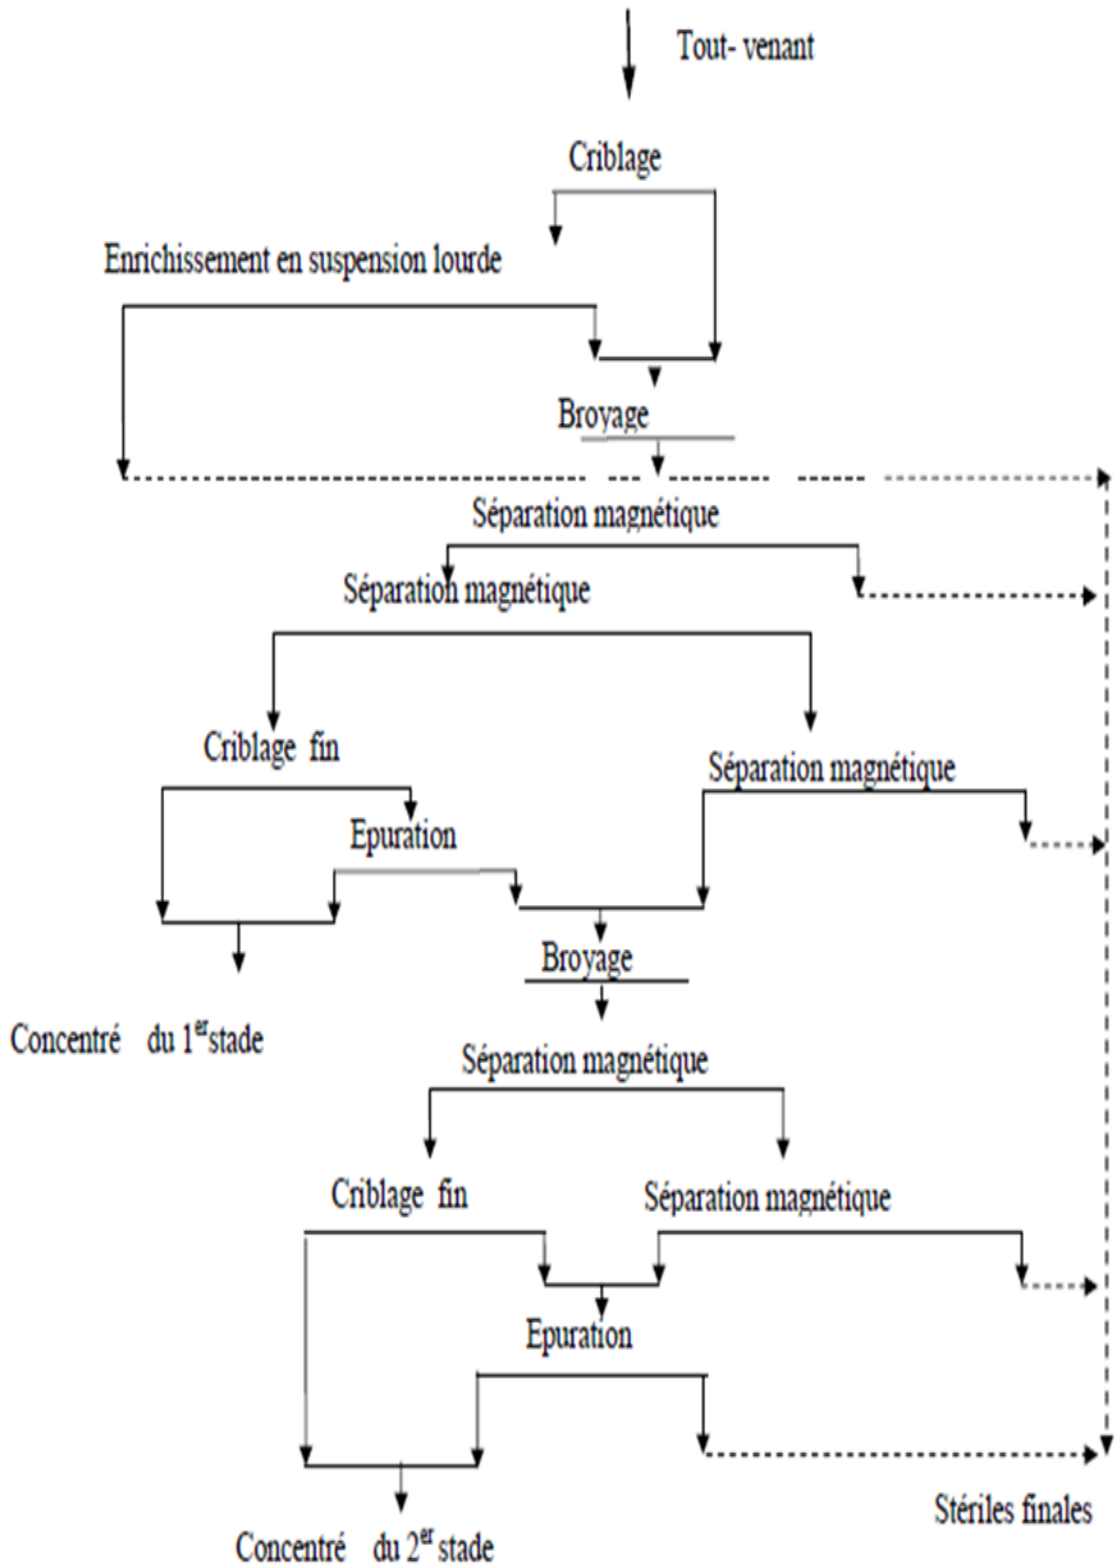 Tout- venant
Criblage
Enrichissement en suspension lourde
Broyage
Séparation magnétique
Séparation magnétique
Criblage fin
Séparation magnétique
Epuration
Broyage
Concentré du 1er stade
Séparation magnétique
Criblage fin
Séparation magnétique
Epuration
Stériles finales
Concentré du 2er stade